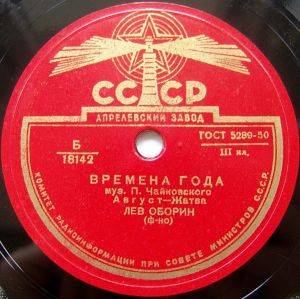 СССР
АПРЕЛЕВСКИЙ ЗАВОД
ГОСТ 5289-50
Б
18142
III кл.
ВРЕМЕНА ГОДА
муз. П. Чайковского
Август—Жатва
ЛЕВ ОБОРИН
(ф-но)
КОМИТЕТ РАДИОИНФОРМАЦИИ ПРИ СОВЕТЕ МИНИСТРОВ СССР.